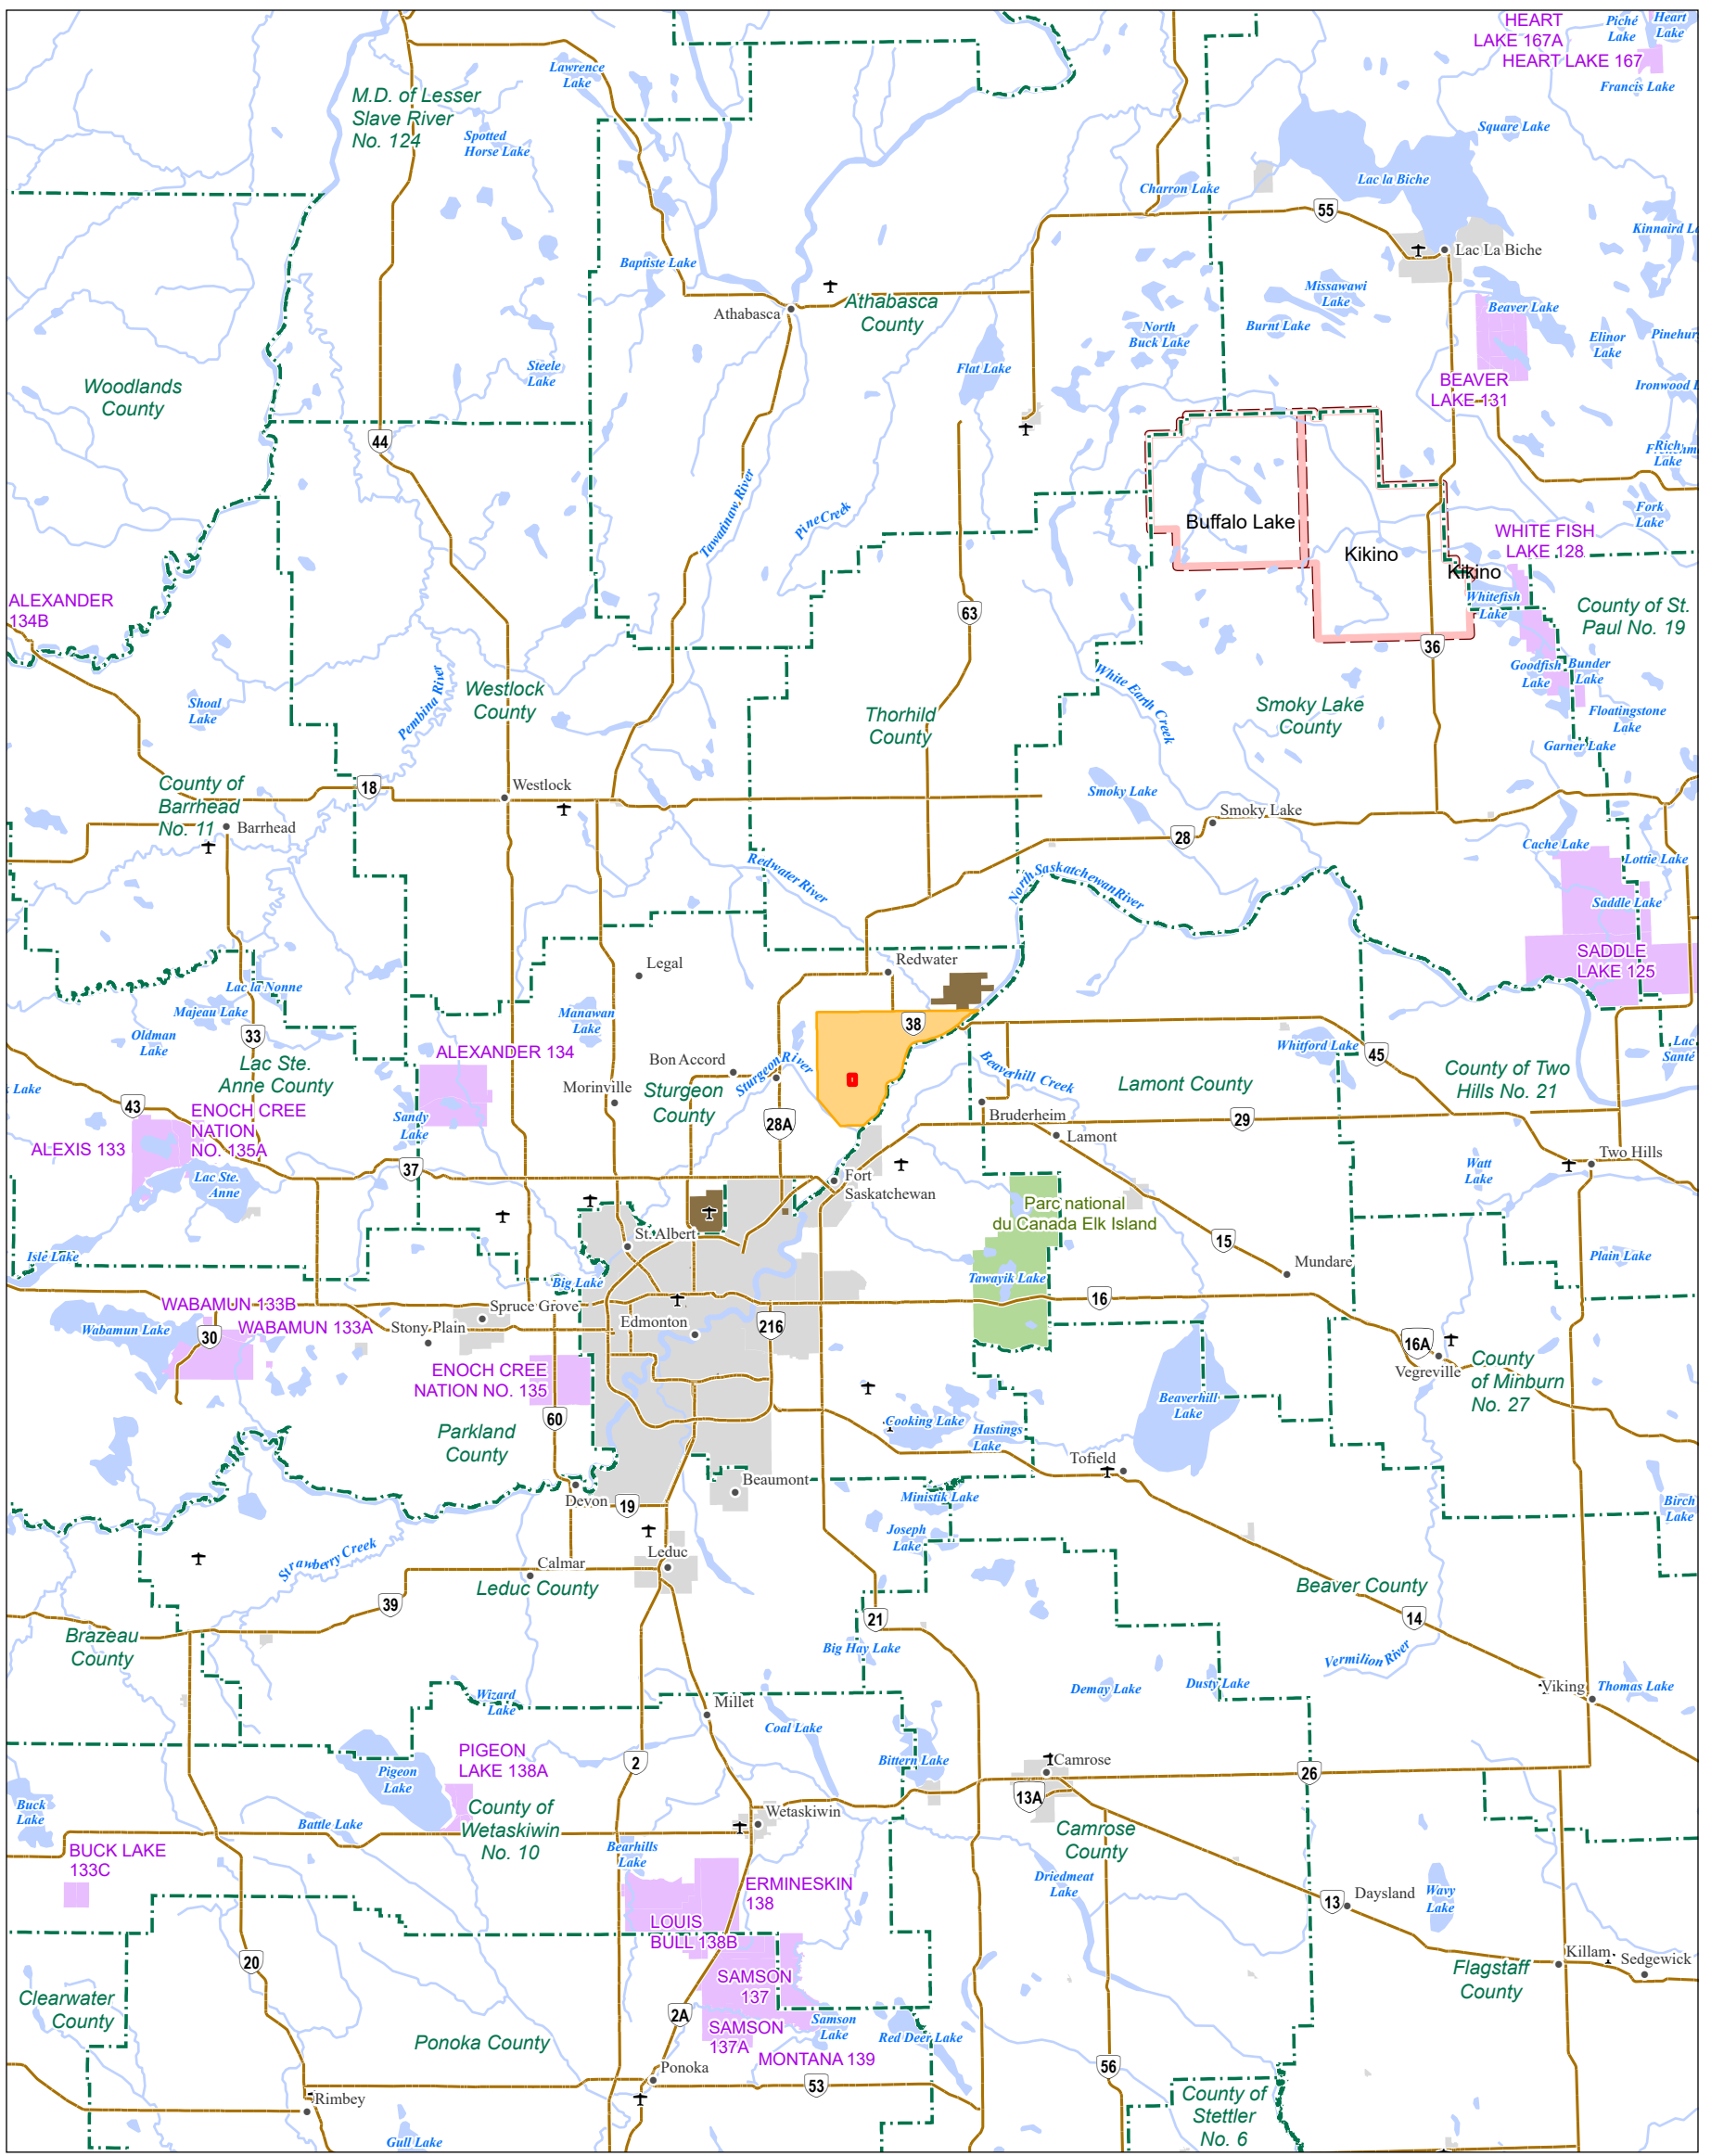 HEART
LAKE 167A
HEART LAKE 167
Piché
Lake
Heart
Lake
Francis Lake
Lawrence
Lake
M.D. of Lesser
Slave River
No. 124
Spotted
Horse Lake
Square Lake
Lac la Biche
Charron Lake
55
Lac La Biche
Baptiste Lake
Athabasca
Athabasca
County
Missawawi
Lake
Beaver Lake
Burnt Lake
North
Buck Lake
Elinor
Lake
Flat Lake
Steele
Lake
Woodlands
County
BEAVER
LAKE 131
44
Rich
Lake
Fork
Lake
Tawatinaw River
Pine Creek
Buffalo Lake
Kikino
Kikino
WHITE FISH
LAKE 128
Whitefish
Lake
County of St.
Paul No. 19
ALEXANDER
134B
63
36
Goodfish
Lake
Bunder
Lake
Floatingstone
Lake
Garner Lake
Shoal
Lake
Pembina River
Westlock
County
Thorhild
County
White Earth Creek
Smoky Lake
County
County of
Barrhead
No. 11
18
Westlock
Barrhead
Smoky Lake
Smoky Lake
28
Cache Lake
Lottie Lake
Redwater River
North Saskatchewan River
Saddle Lake
SADDLE
LAKE 125
Legal
Redwater
Lac la Nonne
Majeau Lake
Oldman
Lake
33
Manawan
Lake
38
Lac Ste.
Anne County
ALEXANDER 134
Bon Accord
Sturgeon River
Morinville
Sturgeon
County
Beaverhill Creek
Lamont County
Whitford Lake
45
County of Two
Hills No. 21
Lac
Santé
43
ENOCH CREE
NATION
NO. 135A
ALEXIS 133
Sandy
Lake
28A
Bruderheim
Lamont
29
Two Hills
37
Lac Ste.
Anne
Fort
Saskatchewan
Watt
Lake
Parc national
du Canada Elk Island
15
St. Albert
Isle Lake
Big Lake
Tawayik Lake
Mundare
Plain Lake
16
WABAMUN 133B
WABAMUN 133A
Wabamun Lake
30
Spruce Grove
Stony Plain
Edmonton
216
16A
Vegreville
County
of Minburn
No. 27
ENOCH CREE
NATION NO. 135
60
Beaverhill
Lake
Cooking Lake
Hastings
Lake
Parkland
County
Tofield
Beaumont
Devon
19
Ministik Lake
Joseph
Lake
Birch
Lake
Strawberry Creek
Calmar
Leduc
Leduc County
39
21
Beaver County
14
Brazeau
County
Big Hay Lake
Vermilion River
Wizard
Lake
Millet
Demay Lake
Dusty Lake
Viking
Thomas Lake
Coal Lake
Bittern Lake
PIGEON
LAKE 138A
Pigeon
Lake
2
Camrose
26
13A
Buck
Lake
Battle Lake
County of
Wetaskiwin
No. 10
Wetaskiwin
Camrose
County
Bearhills
Lake
BUCK LAKE
133C
ERMINESKIN
138
Driedmeat
Lake
13
Daysland
Wavy
Lake
LOUIS
BULL 138B
20
Killam
Sedgewick
SAMSON
137
Flagstaff
County
Clearwater
County
2A
Ponoka County
SAMSON
137A
Samson
Lake
Red Deer Lake
MONTANA 139
Ponoka
53
56
Rimbey
County of
Stettler
No. 6
Gull Lake